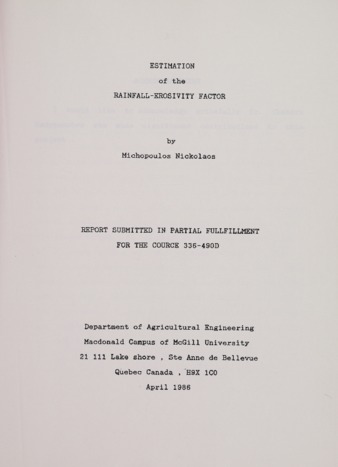 ESTIMATION
of the
RAINFALL-EROSIVITY FACTOR
by
Michopoulos Nickolaos
REPORT SUBMITTED IN PARTIAL FULLFILLMENT
FOR THE COURCE 336-490D
Department of Agricultural Engineering
Macdonald Campus of McGill University
21 111 Lake shore , Ste Anne de Bellevue
Quebec Canada , H9X 1C0
April 1986